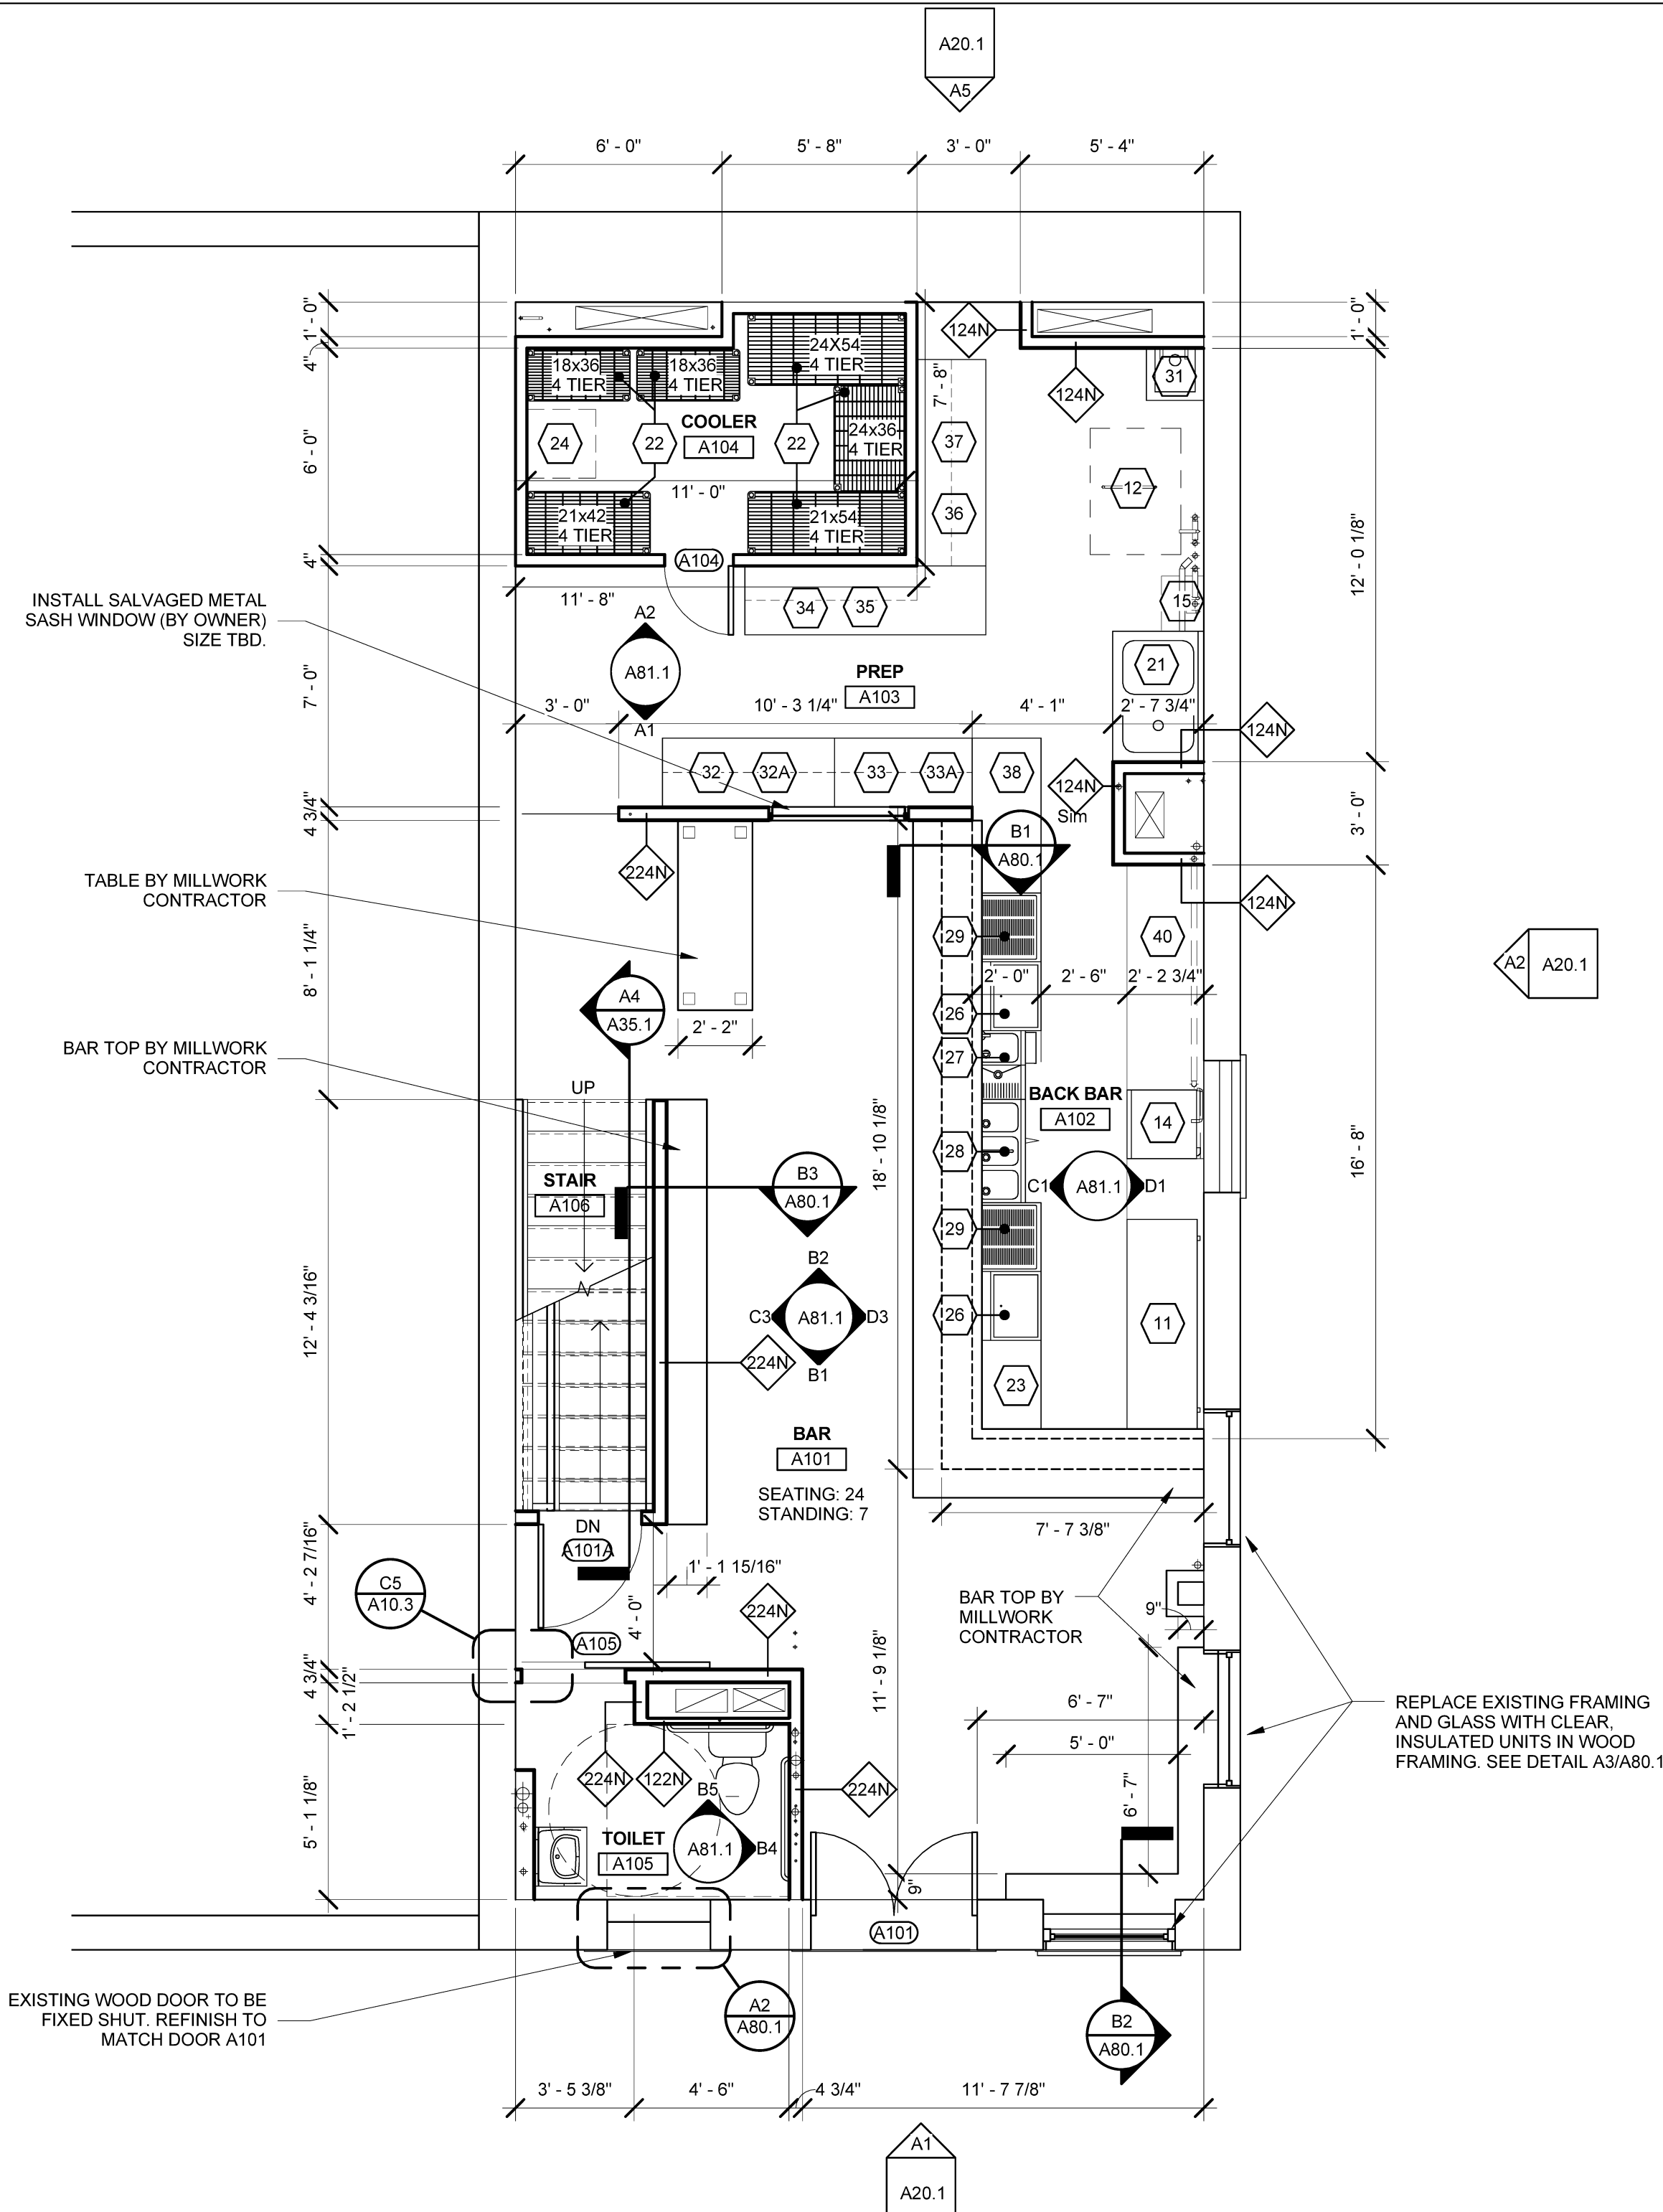 A20.1
A5
6' - 0"
5' - 8"
3' - 0"
5' - 4"
1' - 0"
4"
6' - 0"
4"
7' - 0"
4 3/4"
8' - 1 1/4"
12' - 4 3/16"
4' - 2 7/16"
4 3/4"
1' - 2 1/2"
5' - 1 1/8"
18x36
4 TIER
18x36
4 TIER
24X54
4 TIER
24x36
4 TIER
COOLER
A104
24
22
22
11' - 0"
21x42
4 TIER
21x54
4 TIER
A104
11' - 8"
124N
124N
7' - 8"
37
36
34
35
31
12
15
21
1' - 0"
12' - 0 1/8"
3' - 0"
16' - 8"
INSTALL SALVAGED METAL
SASH WINDOW (BY OWNER)
SIZE TBD.
A2
A81.1
A1
PREP
A103
3' - 0"
10' - 3 1/4"
4' - 1"
2' - 7 3/4"
124N
32
32A
33
33A
38
124N
Sim
B1
A80.1
224N
TABLE BY MILLWORK
CONTRACTOR
124N
29
40
2' - 0"
2' - 6"
2' - 2 3/4"
A2
A20.1
A4
A35.1
2' - 2"
26
27
BAR TOP BY MILLWORK
CONTRACTOR
UP
BACK BAR
A102
14
18' - 10 1/8"
28
STAIR
A106
B3
A80.1
C1
A81.1
D1
29
B2
C3
A81.1
D3
B1
26
11
224N
23
BAR
A101
SEATING: 24
STANDING: 7
7' - 7 3/8"
DN
A101A
1' - 1 15/16"
C5
A10.3
4' - 0"
224N
A105
BAR TOP BY
MILLWORK
CONTRACTOR
9"
11' - 9 1/8"
6' - 7"
5' - 0"
6' - 7"
REPLACE EXISTING FRAMING
AND GLASS WITH CLEAR,
INSULATED UNITS IN WOOD
FRAMING. SEE DETAIL A3/A80.1
224N
122N
B5
224N
TOILET
A105
A81.1
B4
9"
A101
EXISTING WOOD DOOR TO BE
FIXED SHUT. REFINISH TO
MATCH DOOR A101
A2
A80.1
B2
A80.1
3' - 5 3/8"
4' - 6"
4 3/4"
11' - 7 7/8"
A1
A20.1